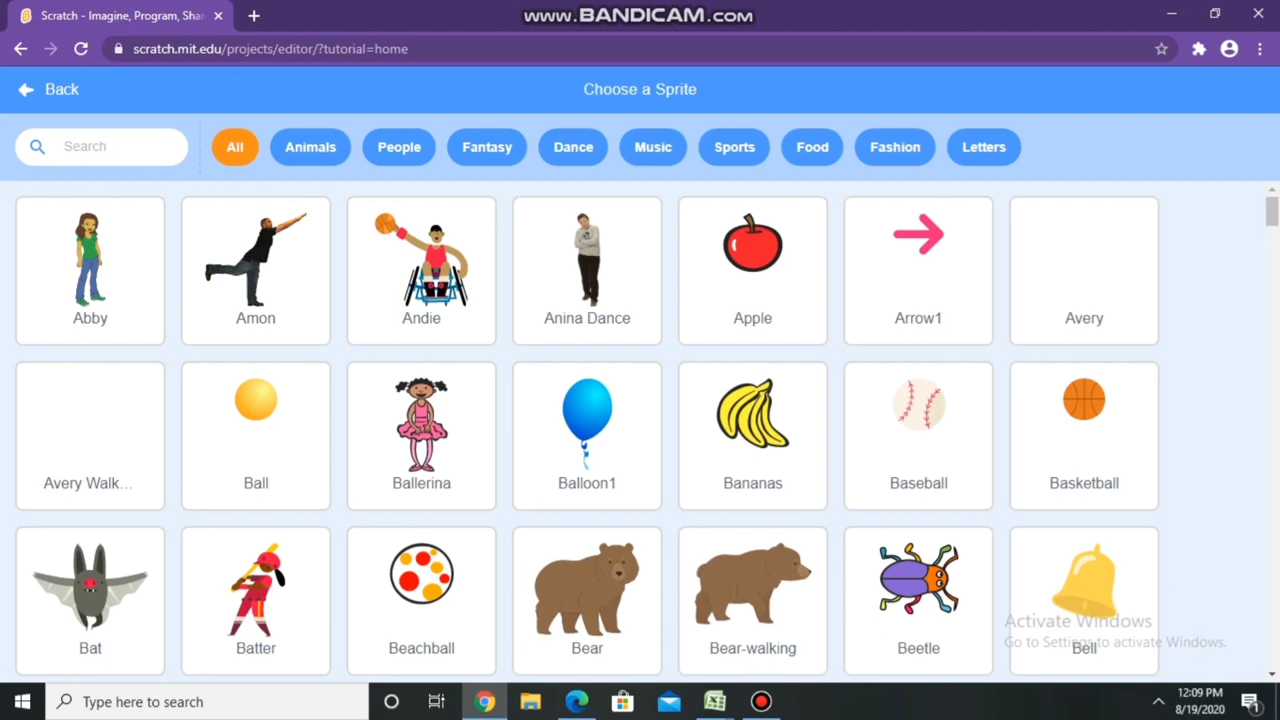 Scratch - Imagine, Program, Shar
www.BANDICAM.com
scratch.mit.edu/projects/editor/?tutorial=home
Back
Choose a Sprite
Search
All
Animals
People
Fantasy
Dance
Music
Sports
Food
Fashion
Letters
Abby
Amon
Andie
Anina Dance
Apple
Arrow1
Avery
Avery Walk...
Ball
Ballerina
Balloon1
Bananas
Baseball
Basketball
Bat
Batter
Beachball
Bear
Bear-walking
Beetle
Bell
Activate Windows
Go to Settings to activate Windows.
Type here to search
12:09 PM
8/19/2020
1